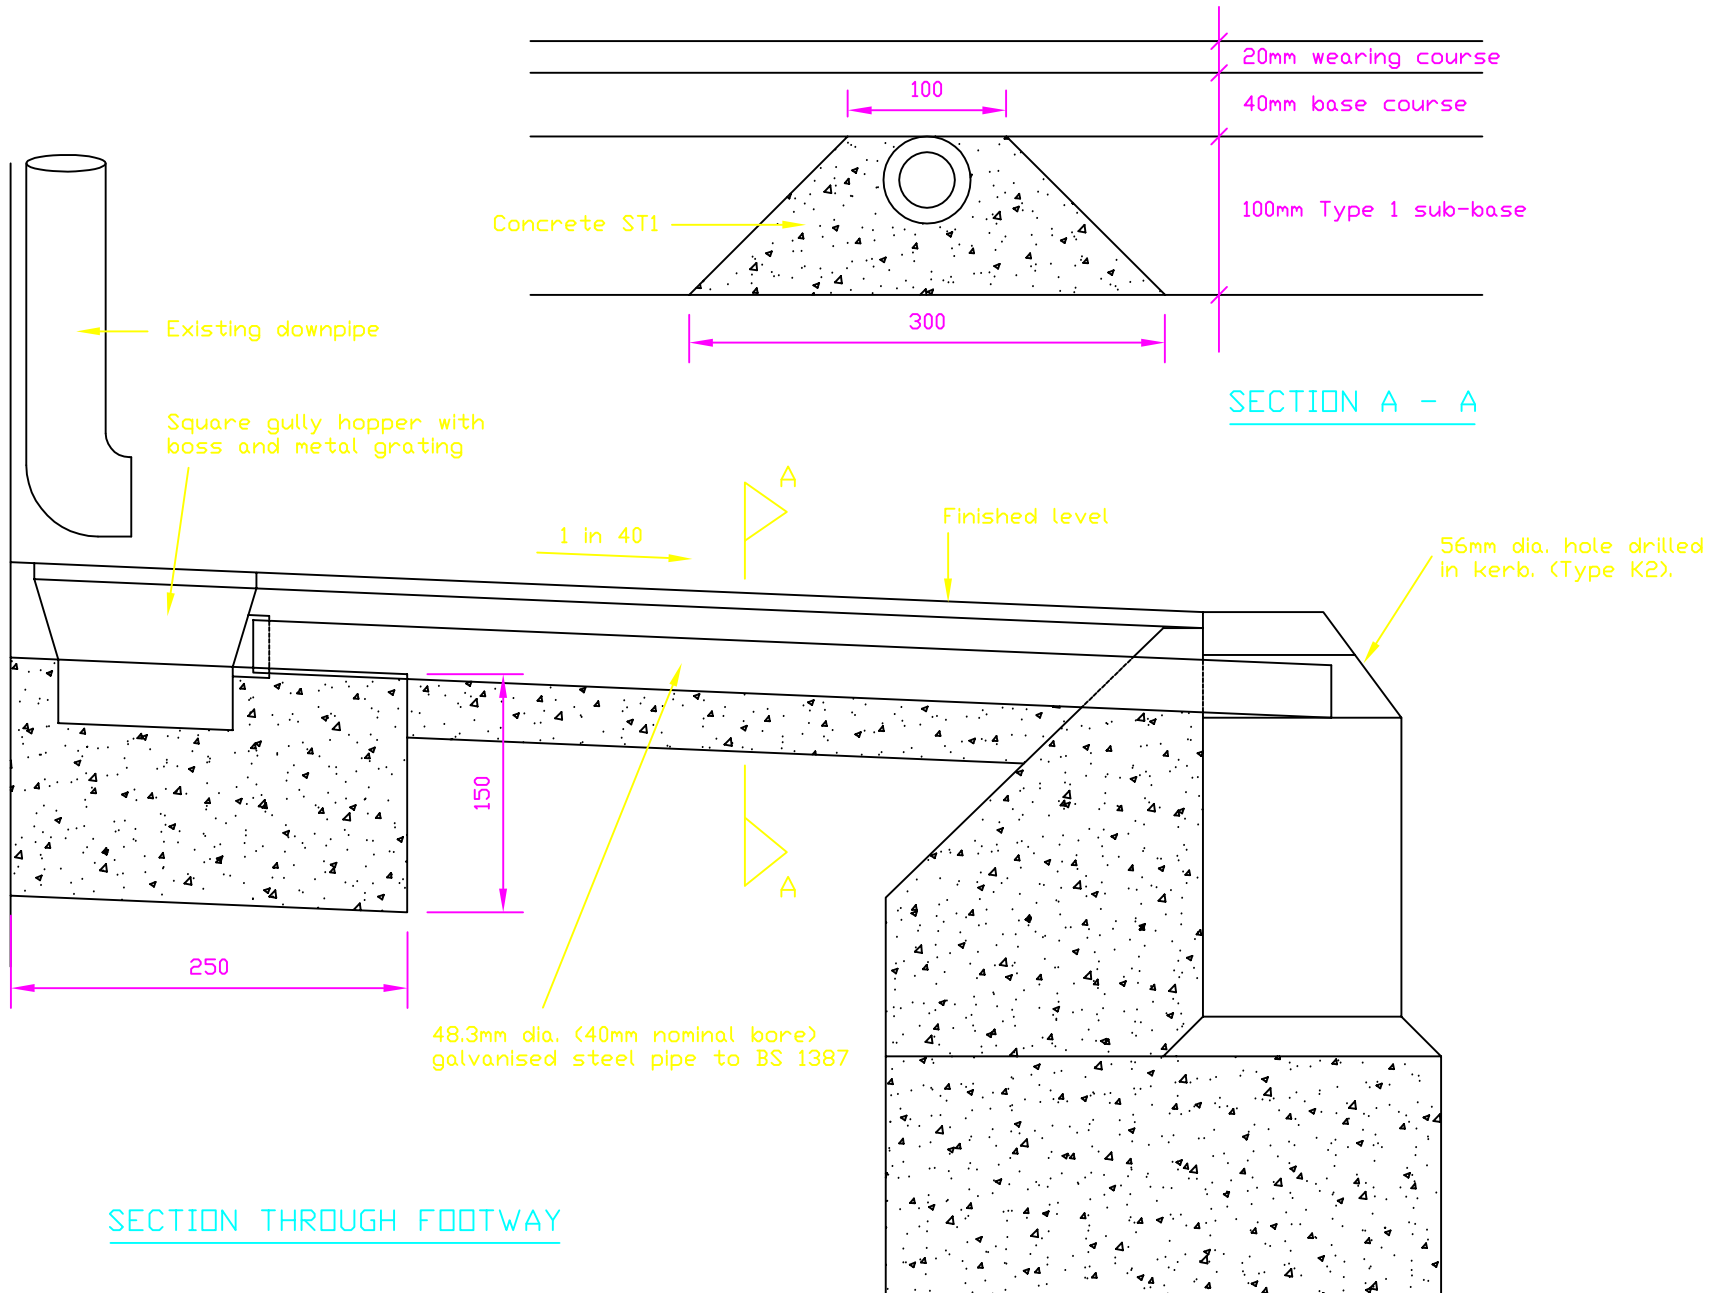 20mm wearing course
100
40mm base course
100mm Type 1 sub-base
Concrete ST1
300
Existing downpipe
SECTION A - A
Square gully hopper with
boss and metal grating
A
Finished level
1 in 40
56mm dia. hole drilled
in kerb. (Type K2).
150
A
250
48.3mm dia. (40mm nominal bore)
galvanised steel pipe to BS 1387
SECTION THROUGH FOOTWAY